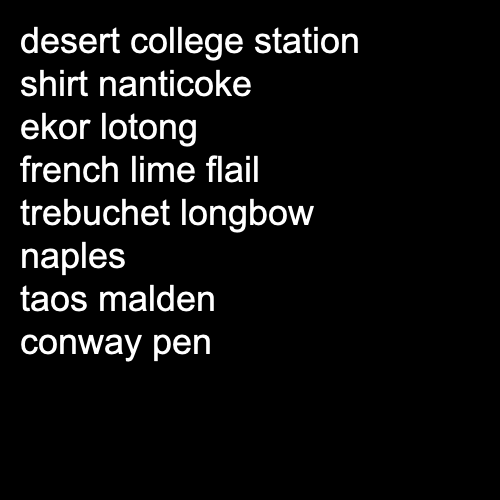 desert college station
shirt nanticoke
ekor lotong
french lime flail
trebuchet longbow
naples
taos malden
conway pen